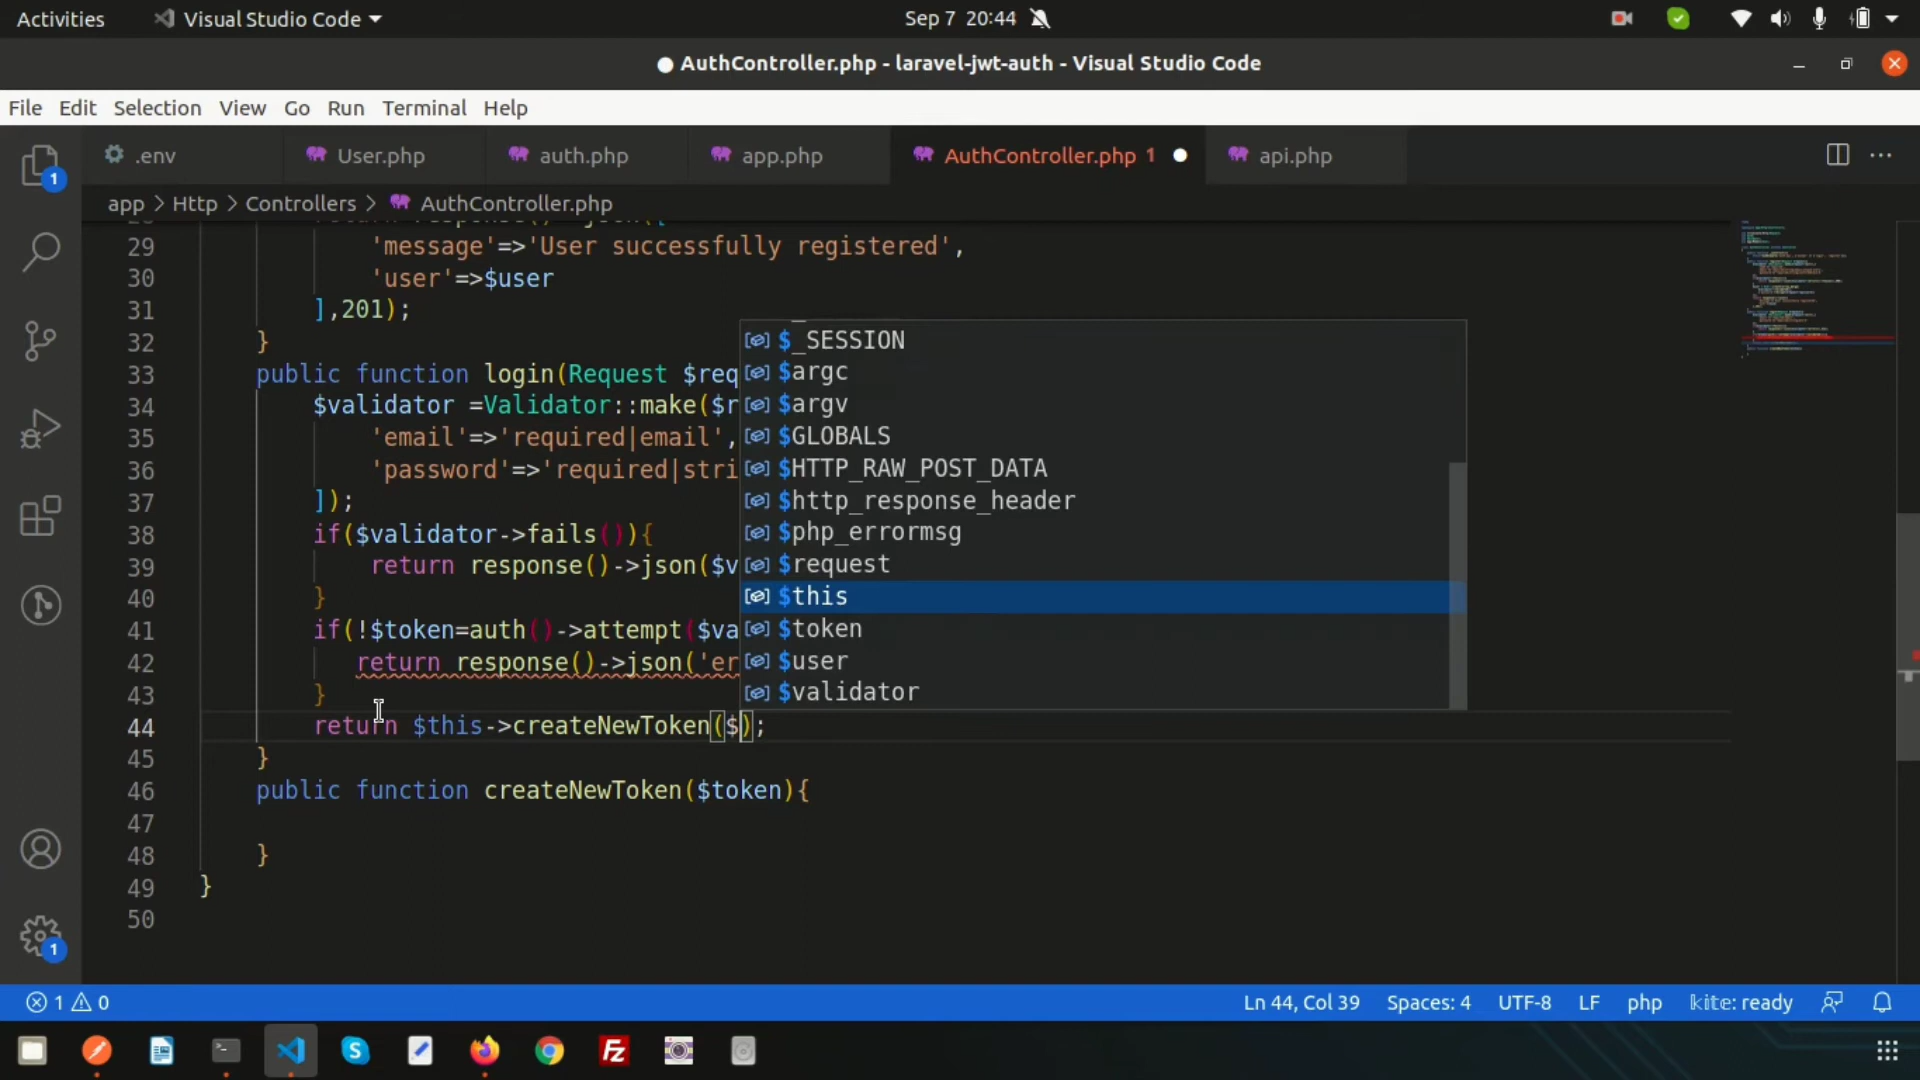 Activities
Visual Studio Code
Sep 7 20:44
AuthController.php - laravel-jwt-auth - Visual Studio Code
File Edit Selection View Go Run Terminal Help
.env User.php auth.php app.php AuthController.php 1 api.php
1
app > Http > Controllers > AuthController.php
29 'message'=>'User successfully registered',
30 'user'=>$user
31 ],201);
32 }
33 public function login(Request $req
34 $validator =Validator::make($r
35 'email'=>'required|email',
36 'password'=>'required|stri
37 ]);
38 if($validator->fails()){
39 return response()->json($v
40 }
41 if(!$token=auth()->attempt($va
42 return response()->json('er
43 }
44 return $this->createNewToken($);
45 }
46 public function createNewToken($token){
47
48 }
49 }
50
$_SESSION
$argc
$argv
$GLOBALS
$HTTP_RAW_POST_DATA
$http_response_header
$php_errormsg
$request
$this
$token
$user
$validator
1
1 0 Ln 44, Col 39 Spaces: 4 UTF-8 LF php kite: ready